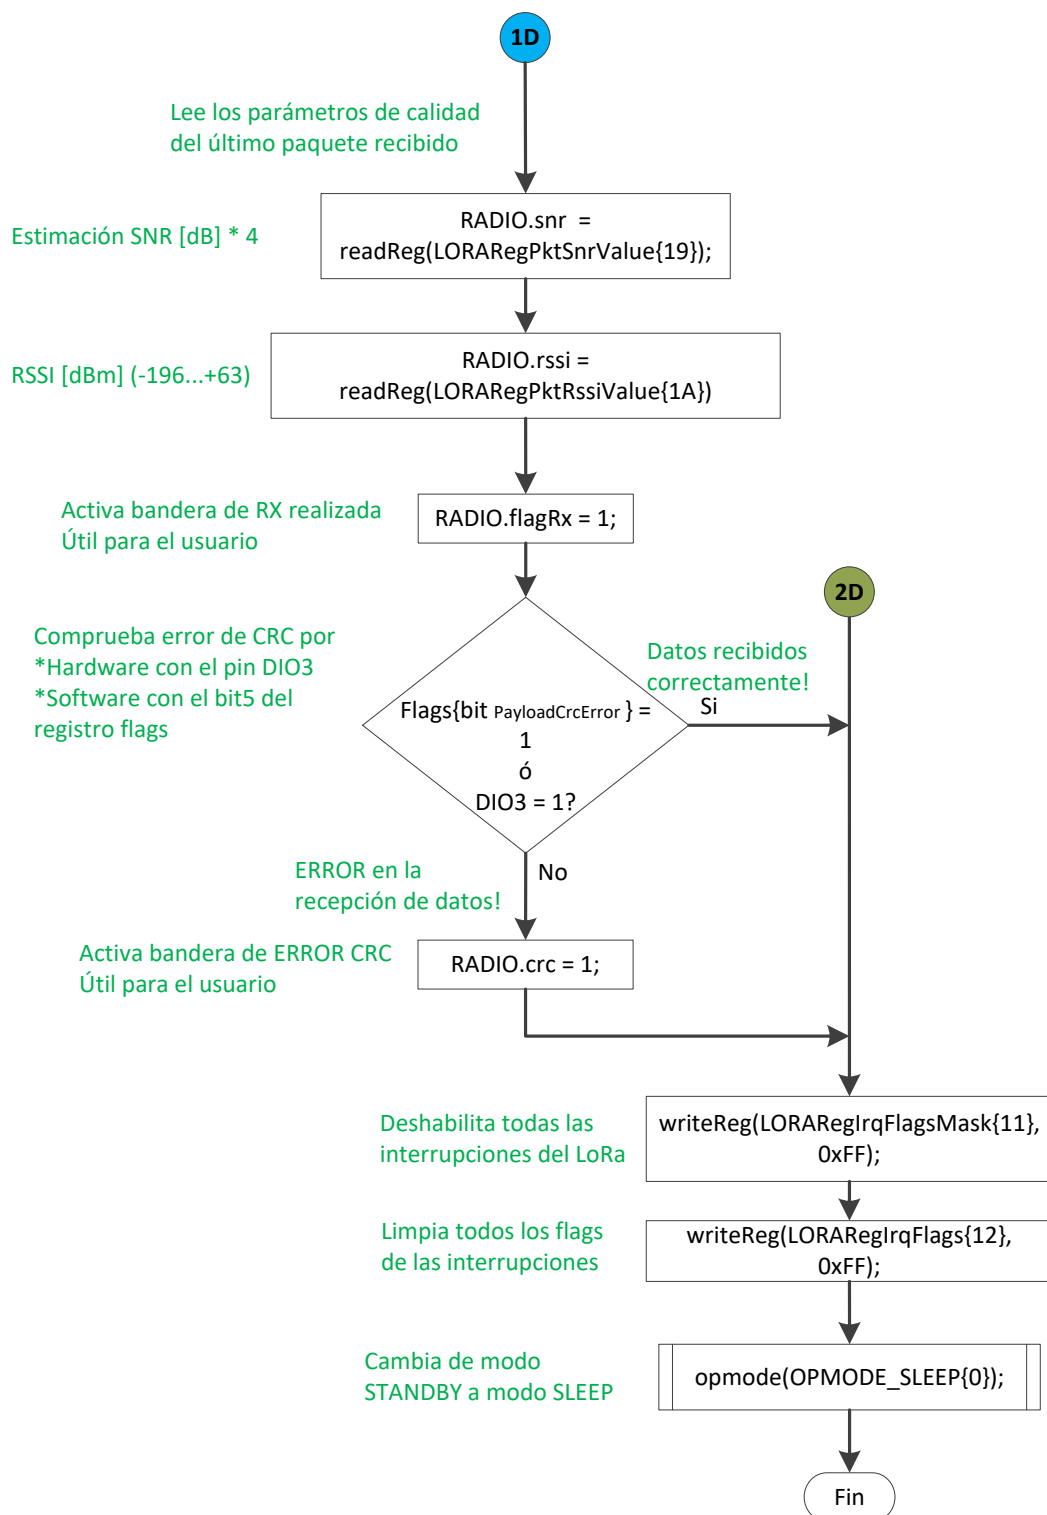 1D
Lee los parámetros de calidad
del último paquete recibido
Estimación SNR [dB] * 4
RADIO.snr =
readReg(LORARegPktSnrValue{19});
RSSI [dBm] (-196...+63)
RADIO.rssi =
readReg(LORARegPktRssiValue{1A})
Activa bandera de RX realizada
Útil para el usuario
RADIO.flagRx = 1;
2D
Comprueba error de CRC por
*Hardware con el pin DIO3
*Software con el bit5 del
registro flags
Flags{bit PayloadCrcError } =
1
ó
DIO3 = 1?
Datos recibidos
correctamente!
Si
ERROR en la
recepción de datos!
No
Activa bandera de ERROR CRC
Útil para el usuario
RADIO.crc = 1;
Deshabilita todas las
interrupciones del LoRa
writeReg(LORARegIrqFlagsMask{11},
0xFF);
Limpia todos los flags
de las interrupciones
writeReg(LORARegIrqFlags{12},
0xFF);
Cambia de modo
STANDBY a modo SLEEP
opmode(OPMODE_SLEEP{0});
Fin